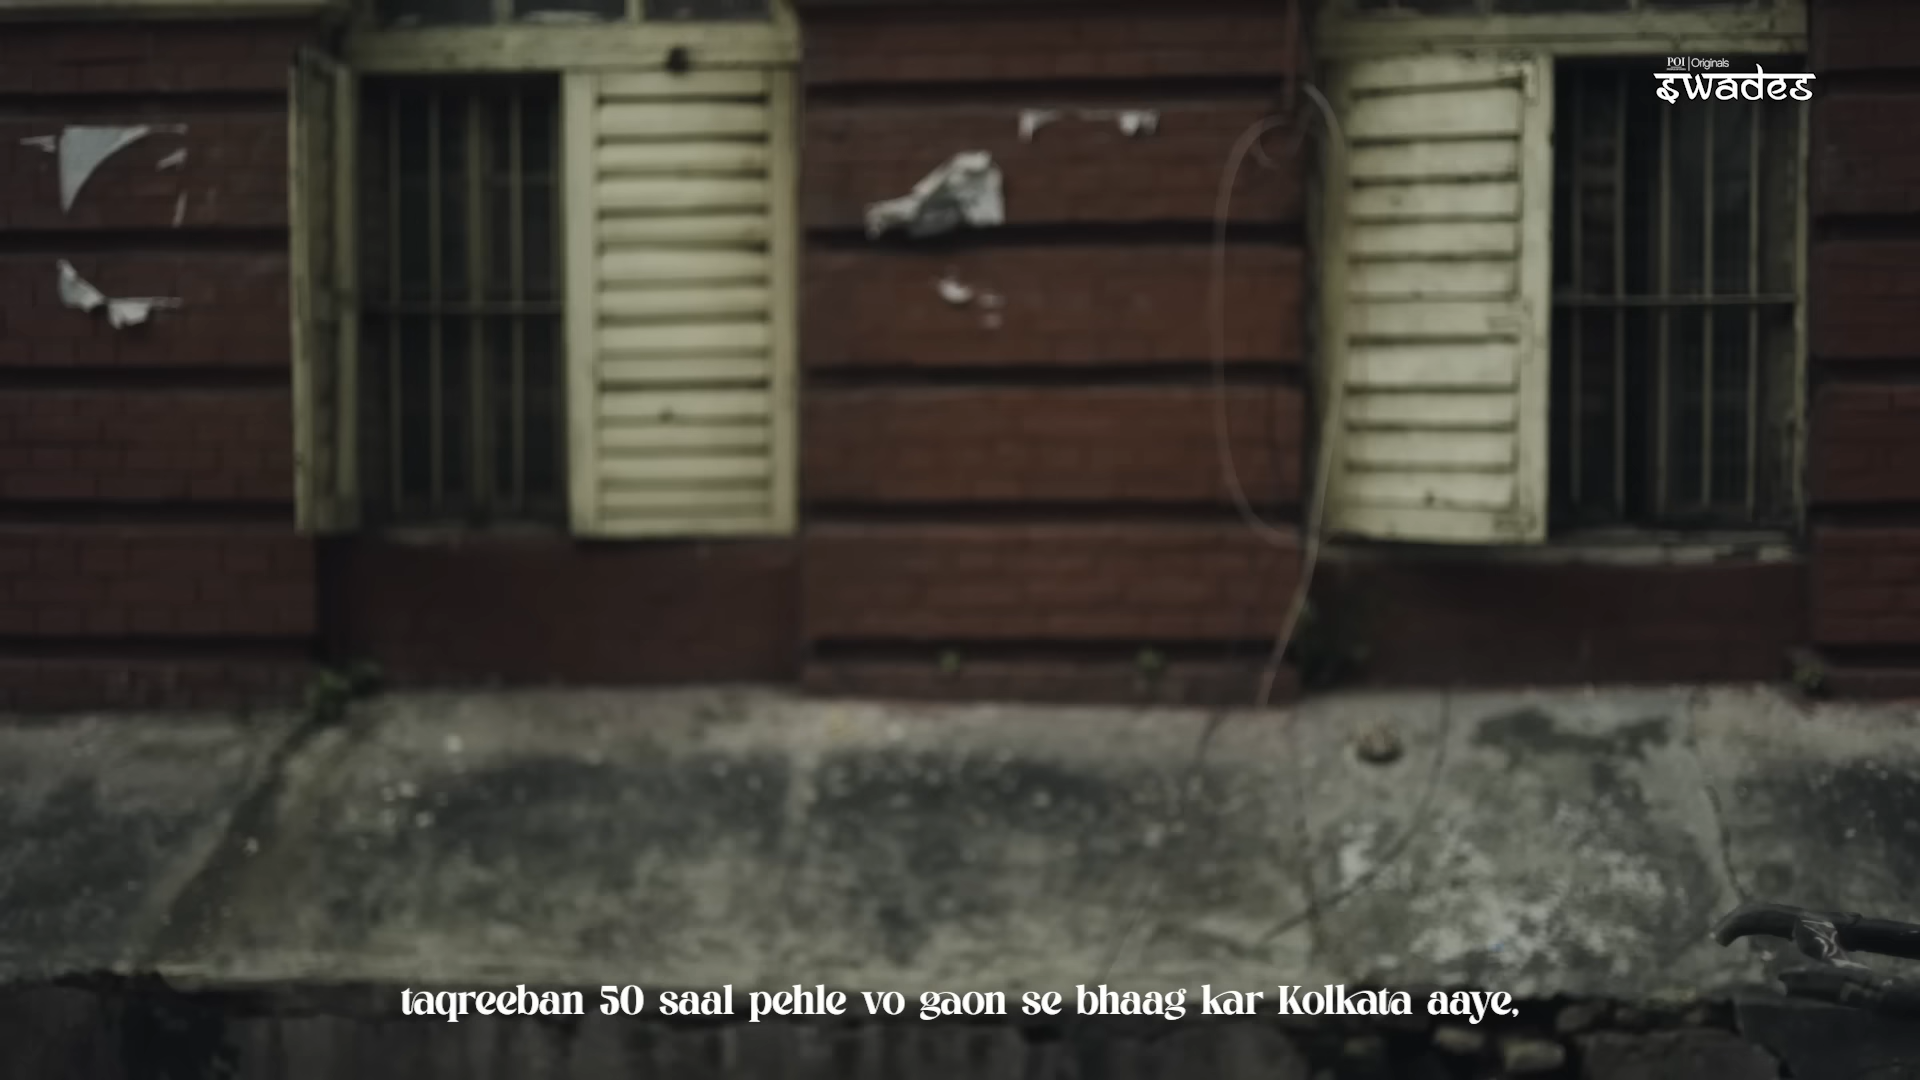 POI Originals
swades
taqreeban 50 saal pehle vo gaon se bhaag kar Kolkata aaye,